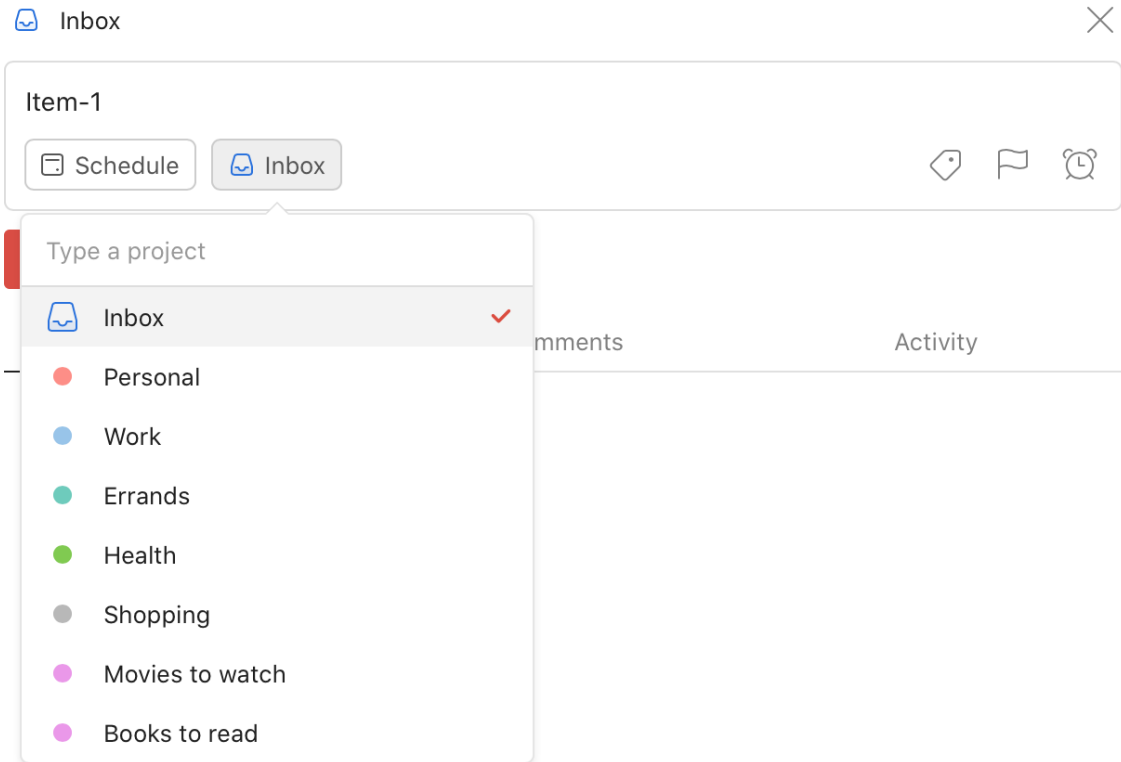 Inbox
Item-1
Schedule Inbox
Type a project
Inbox
mments Activity
Personal
Work
Errands
Health
Shopping
Movies to watch
Books to read